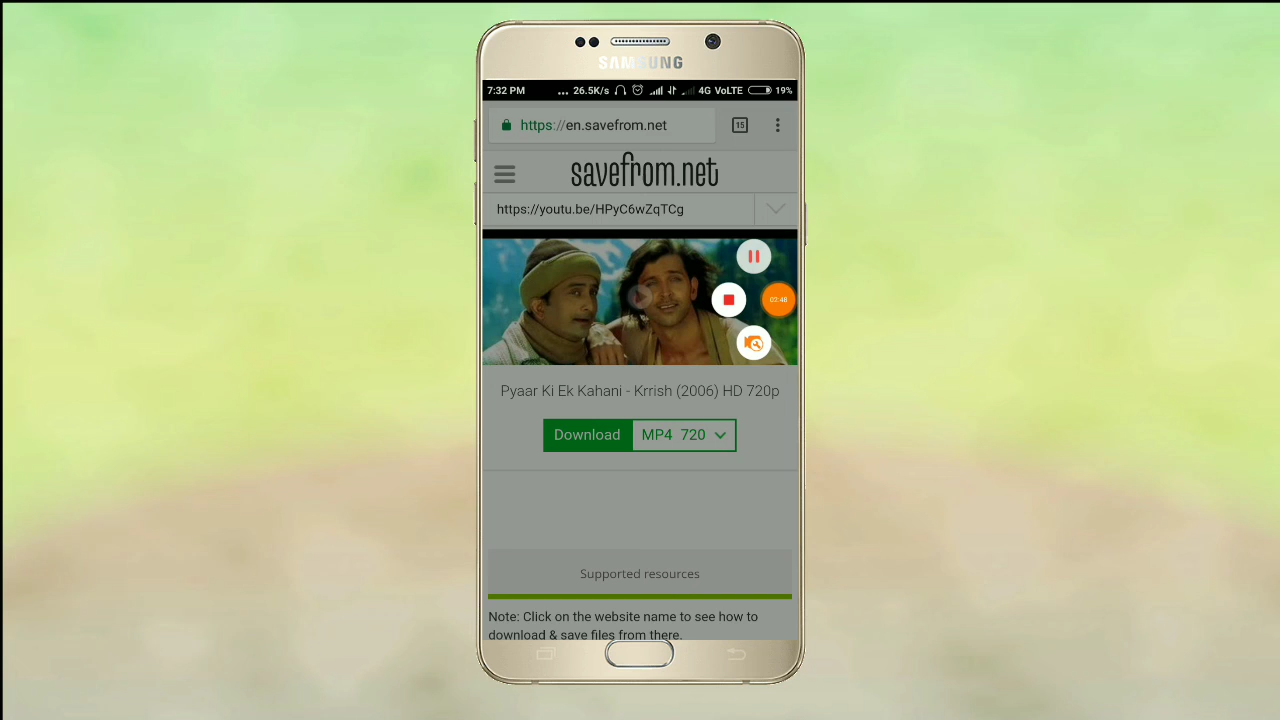 SAMSUNG
7:32 PM ... 26.5K/s 4G VoLTE 19%
https://en.savefrom.net 15
savefrom.net
https://youtu.be/HPyC6wZqTCg
02:48
Pyaar Ki Ek Kahani - Krrish (2006) HD 720p
Download MP4 720
Supported resources
Note: Click on the website name to see how to
download & save files from there.